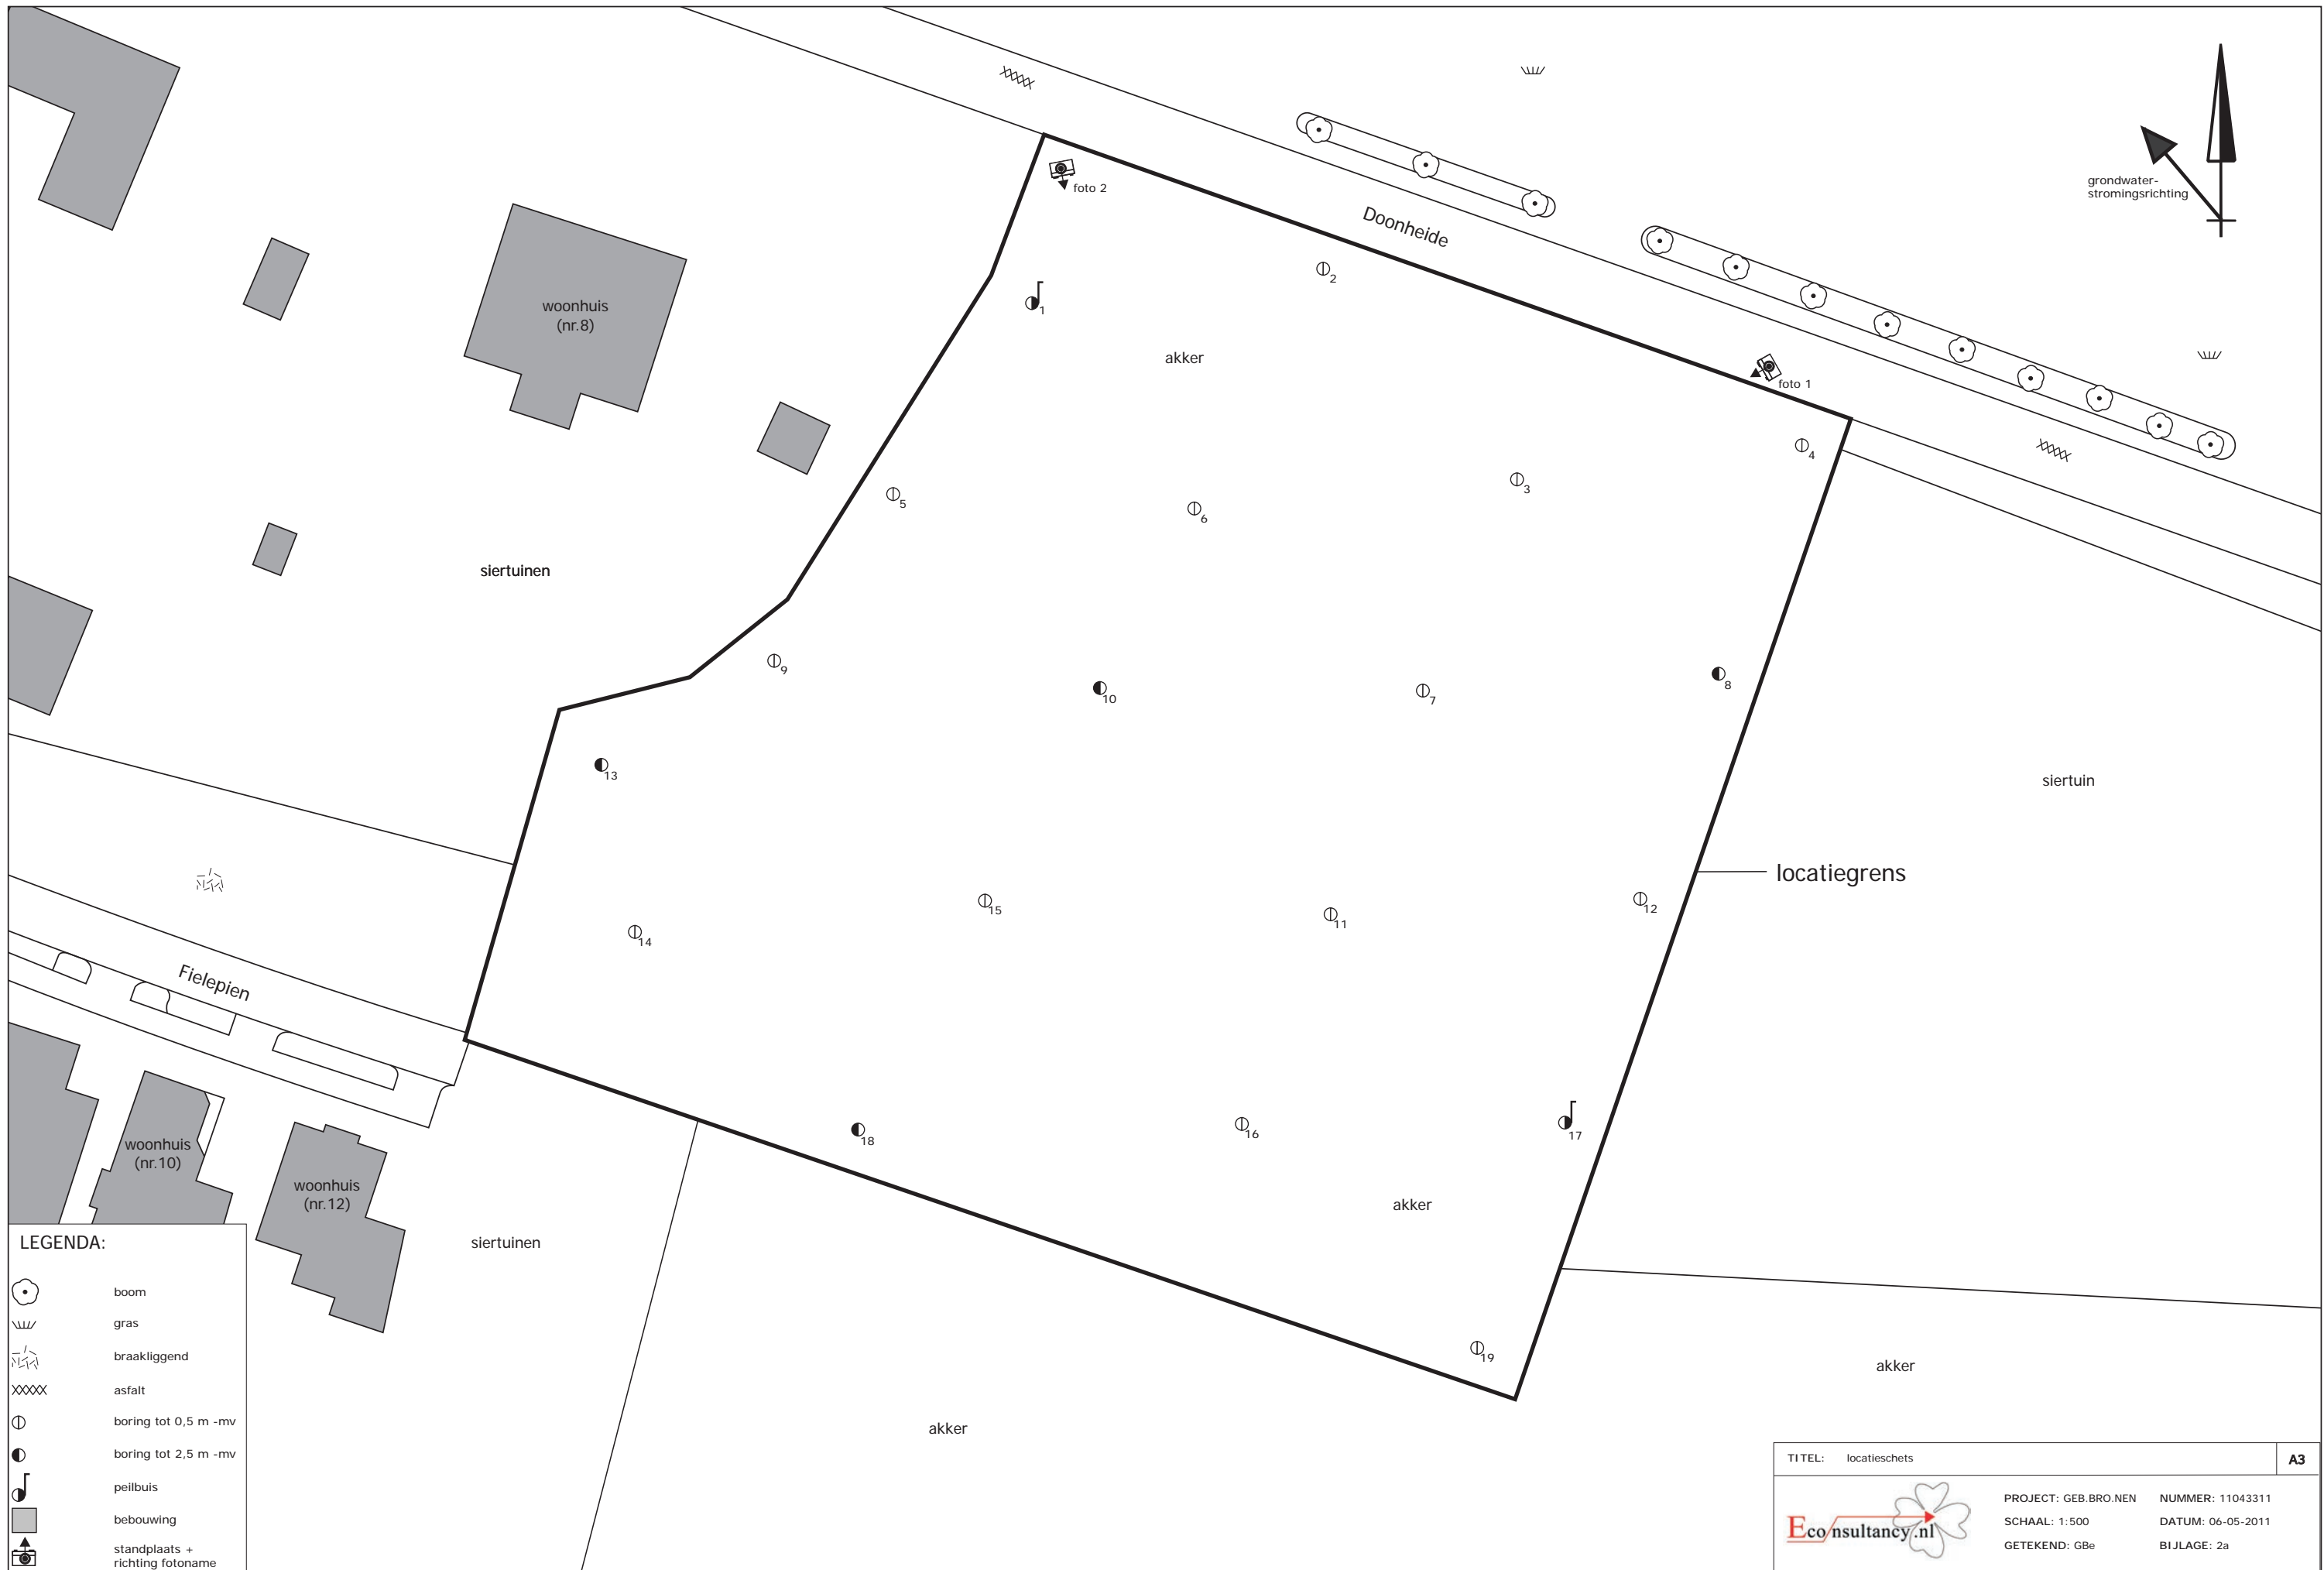 grondwater-
stromingsrichting
foto 2
Doonheide
woonhuis
(nr.8)
1
2
akker
foto 1
4
3
5
6
siertuinen
9
10
7
8
13
siertuin
locatiegrens
15
11
12
14
Fielepien
18
16
17
woonhuis
(nr.10)
woonhuis
(nr.12)
akker
siertuinen
19
akker
akker
LEGENDA:
boom
gras
braakliggend
asfalt
boring tot 0,5 m -mv
boring tot 2,5 m -mv
peilbuis
bebouwing
standplaats +
richting fotoname
TITEL: locatieschets
A3
Econsultancy.nl
PROJECT: GEB.BRO.NEN NUMMER: 11043311
SCHAAL: 1:500 DATUM: 06-05-2011
GETEKEND: GBe BIJLAGE: 2a